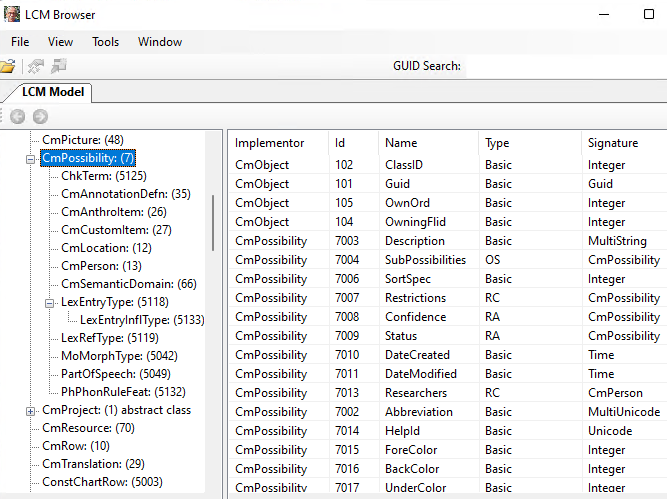 LCM Browser
File View Tools Window
GUID Search:
LCM Model
CmPicture: (48)
CmPossibility: (7)
ChkTerm: (5125)
CmAnnotationDefn: (35)
CmAnthroItem: (26)
CmCustomItem: (27)
CmLocation: (12)
CmPerson: (13)
CmSemanticDomain: (66)
LexEntryType: (5118)
LexEntryInflType: (5133)
LexRefType: (5119)
MoMorphType: (5042)
PartOfSpeech: (5049)
PhPhonRuleFeat: (5132)
CmProject: (1) abstract class
CmResource: (70)
CmRow: (10)
CmTranslation: (29)
ConstChartRow: (5003)
Implementor Id Name Type Signature
CmObject 102 ClassID Basic Integer
CmObject 101 Guid Basic Guid
CmObject 105 OwnOrd Basic Integer
CmObject 104 OwningFlid Basic Integer
CmPossibility 7003 Description Basic MultiString
CmPossibility 7004 SubPossibilities OS CmPossibility
CmPossibility 7006 SortSpec Basic Integer
CmPossibility 7007 Restrictions RC CmPossibility
CmPossibility 7008 Confidence RA CmPossibility
CmPossibility 7009 Status RA CmPossibility
CmPossibility 7010 DateCreated Basic Time
CmPossibility 7011 DateModified Basic Time
CmPossibility 7013 Researchers RC CmPerson
CmPossibility 7002 Abbreviation Basic MultiUnicode
CmPossibility 7014 HelpId Basic Unicode
CmPossibility 7015 ForeColor Basic Integer
CmPossibility 7016 BackColor Basic Integer
CmPossibility 7017 UnderColor Basic Integer